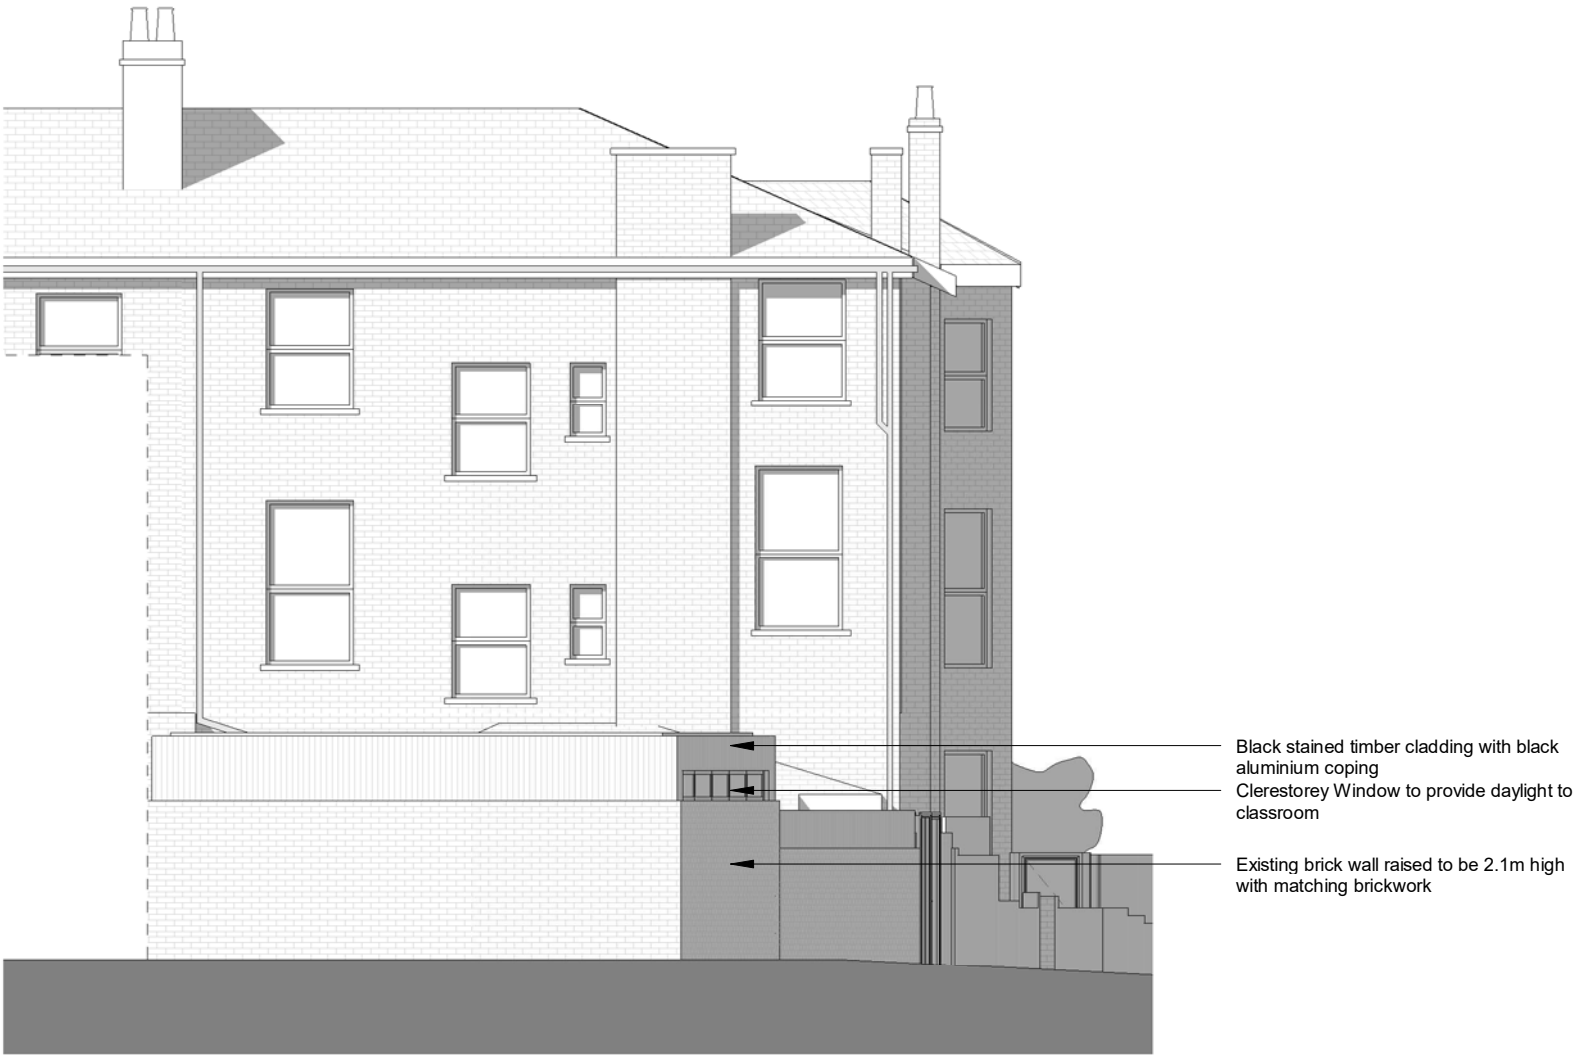 Black stained timber cladding with black
aluminium coping
Clerestorey Window to provide daylight to
classroom
Existing brick wall raised to be 2.1m high
with matching brickwork